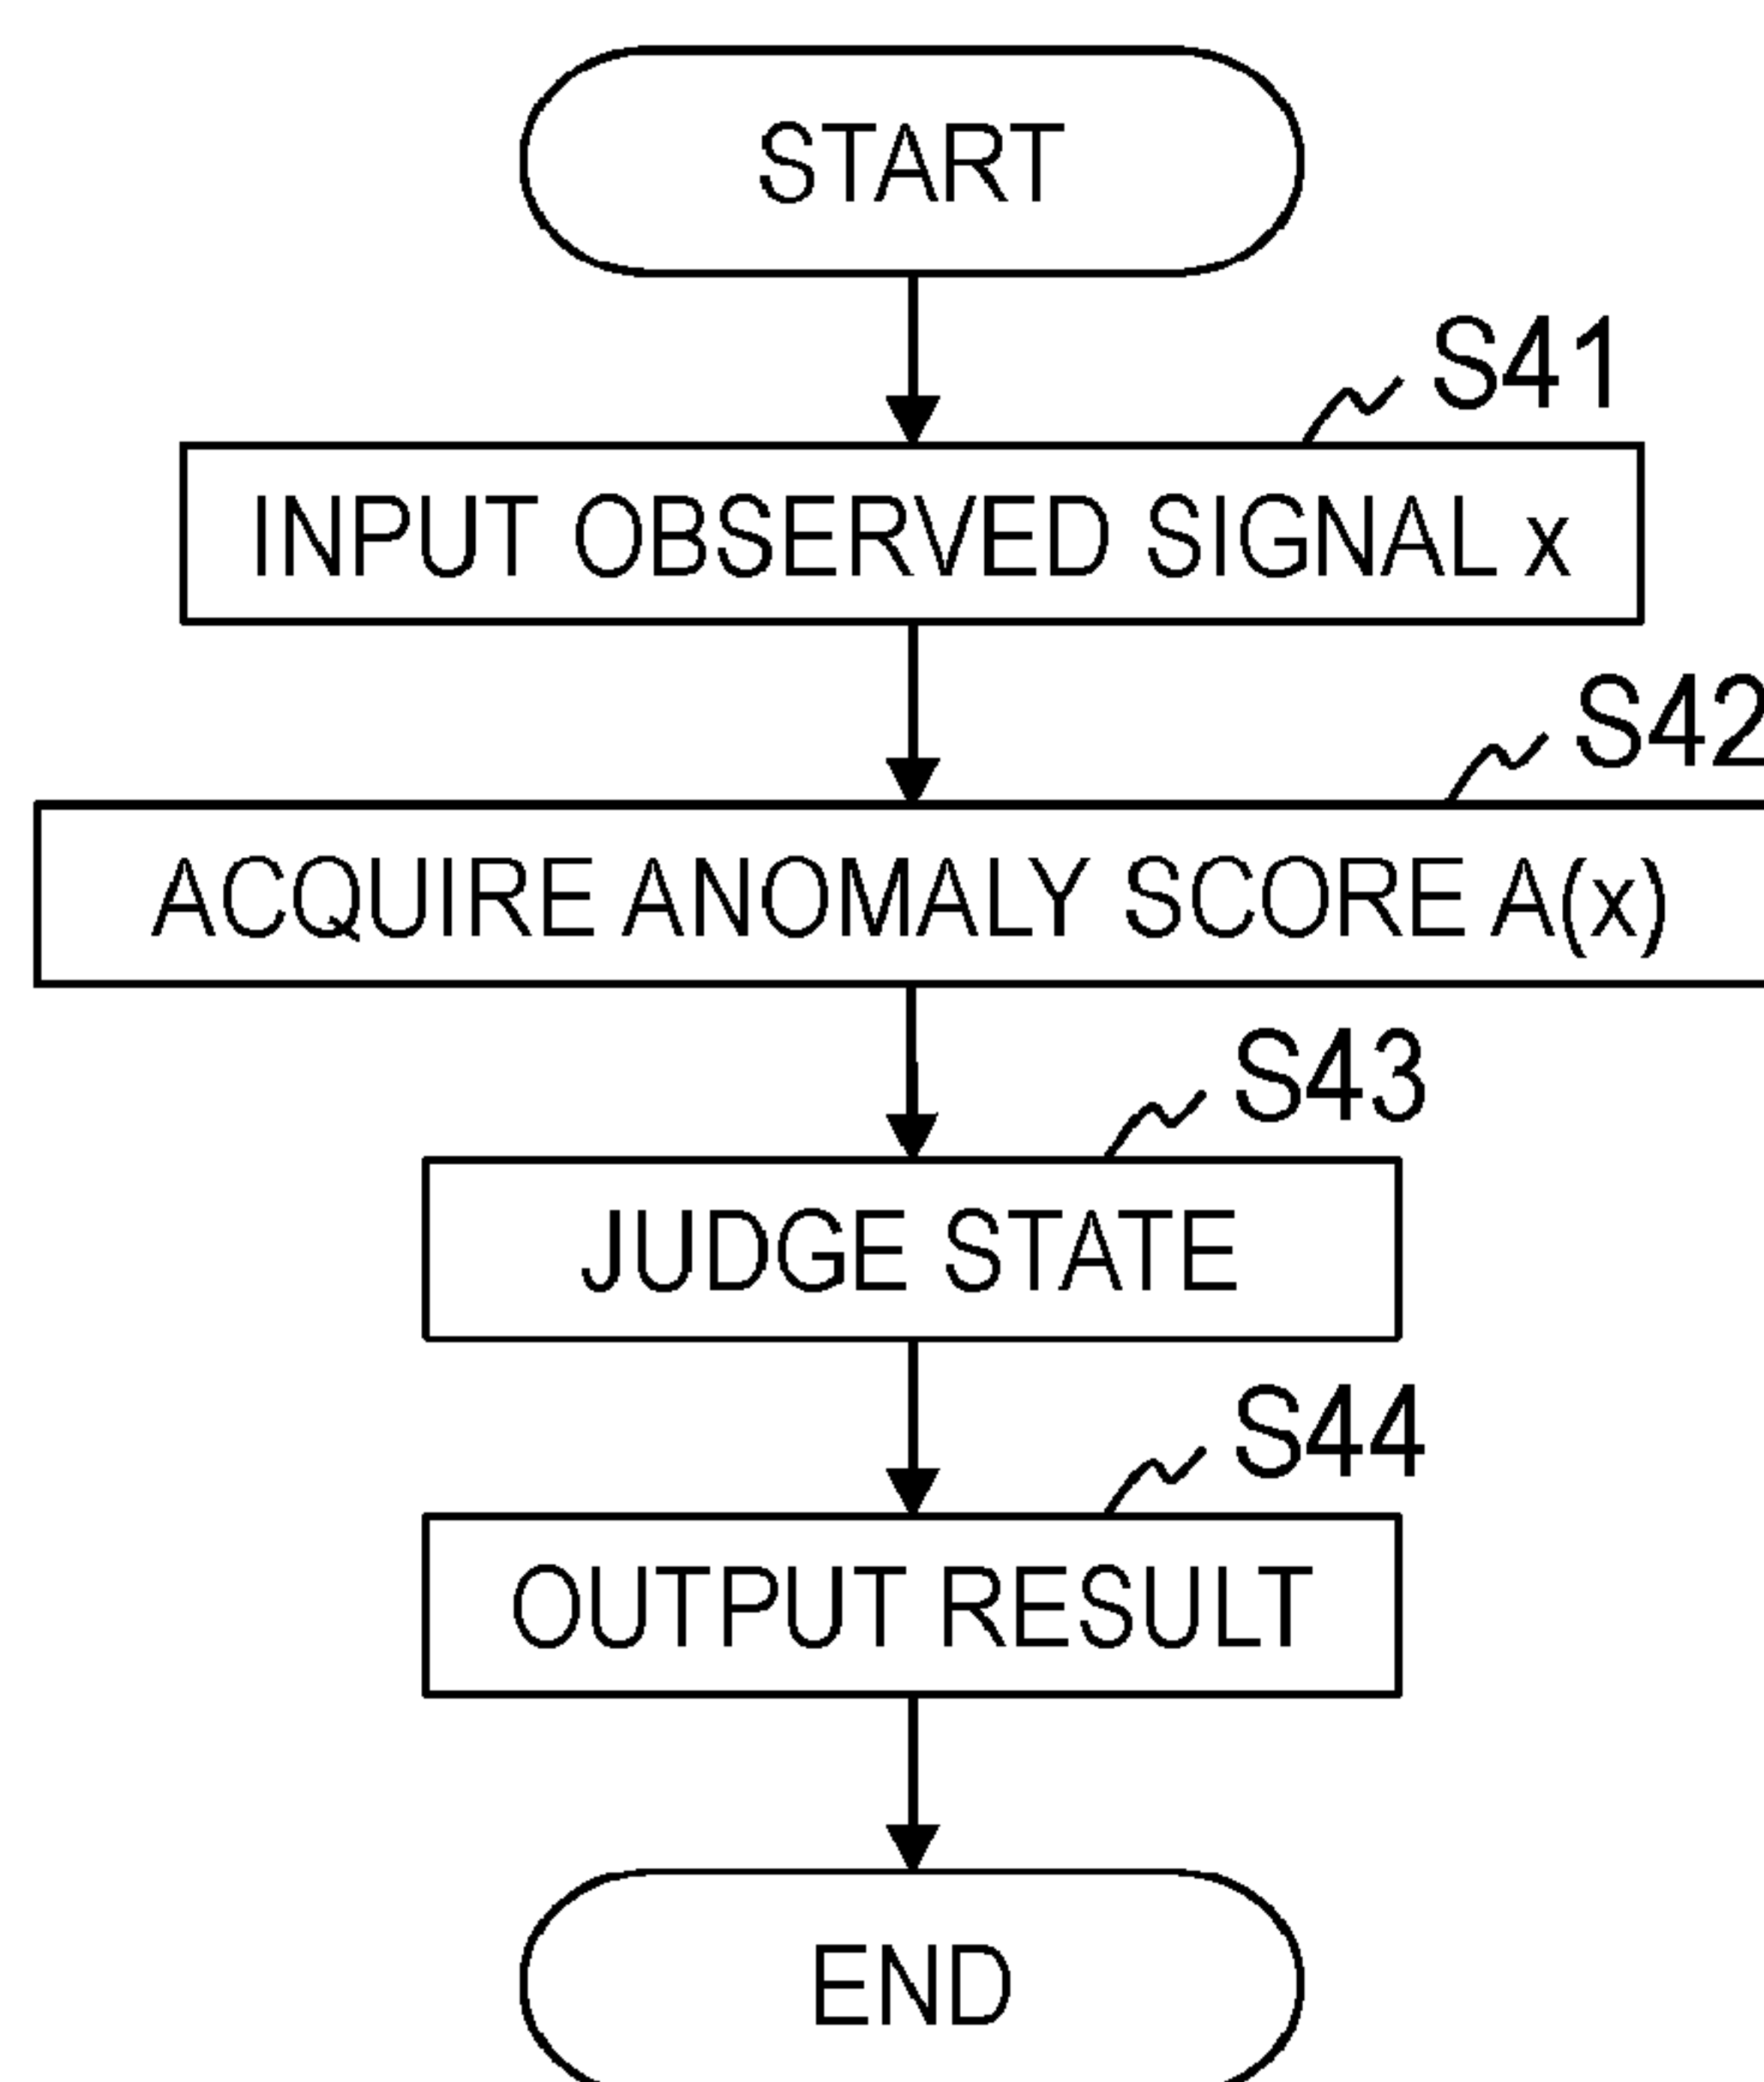 START
S41
INPUT OBSERVED SIGNAL x
S42
ACQUIRE ANOMALY SCORE A(x)
S43
JUDGE STATE
S44
OUTPUT RESULT
END